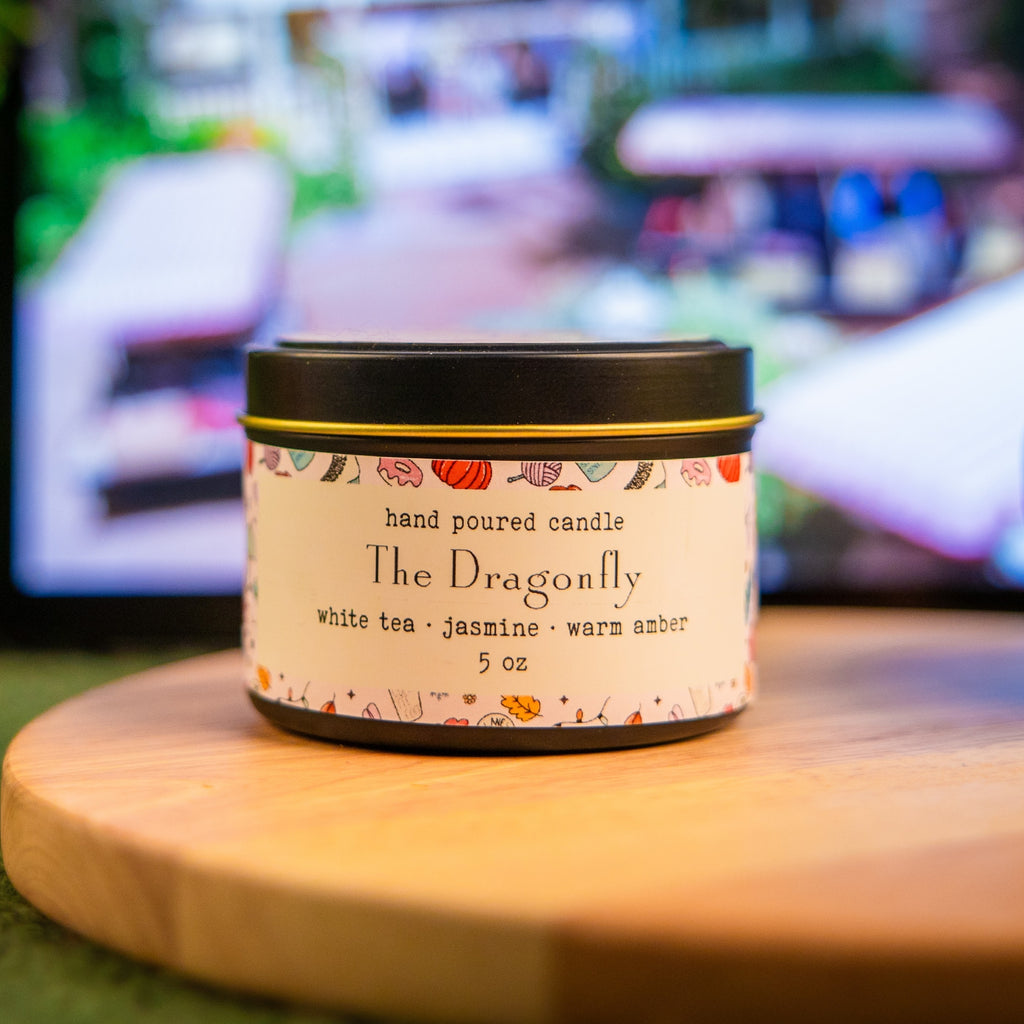 hand poured candle
The Dragonfly
white tea · jasmine · warm amber
5 oz